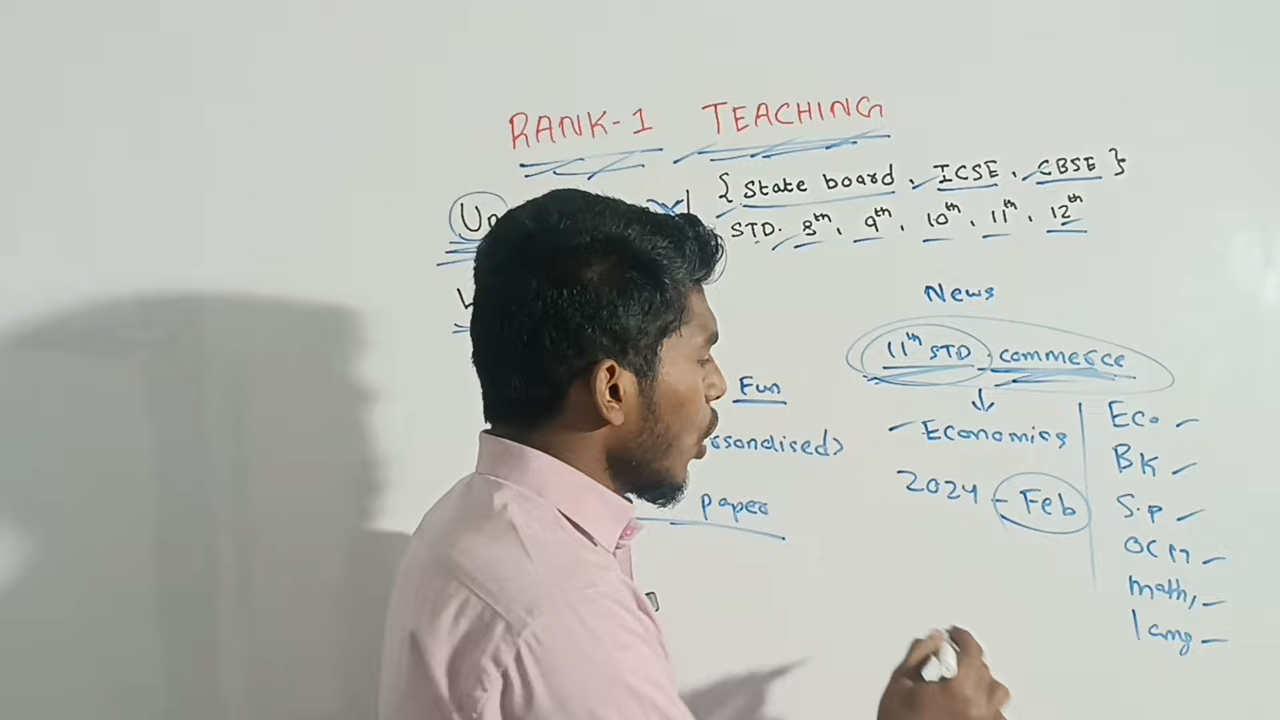 RANK-1 TEACHING
{ State board, ICSE, CBSE }
STD. 8th, 9th, 10th, 11th, 12th
News
11th STD commerce
Fun
Economics
2024 - Feb
paper
Eco
BK
S.P
OCM
math,
lang